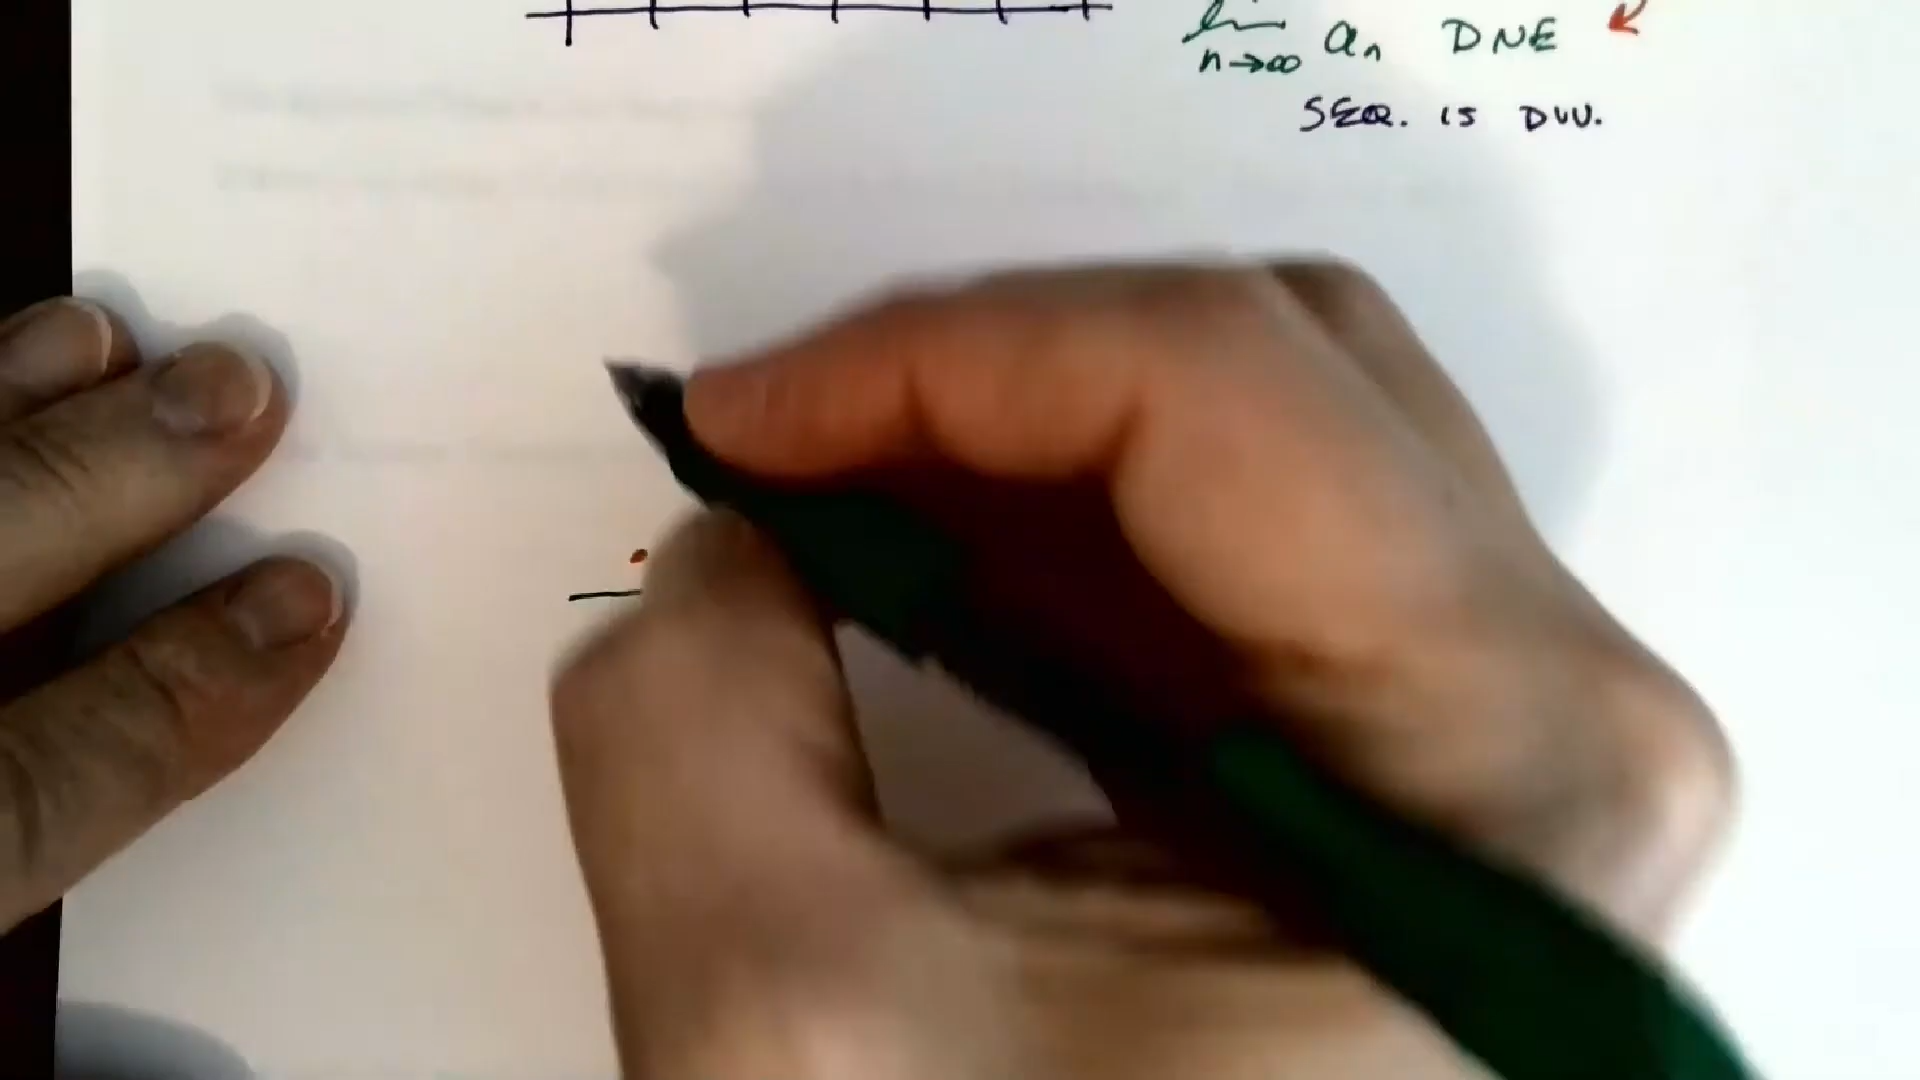 lim
n→∞ aₙ DNE
SEQ. IS DIV.